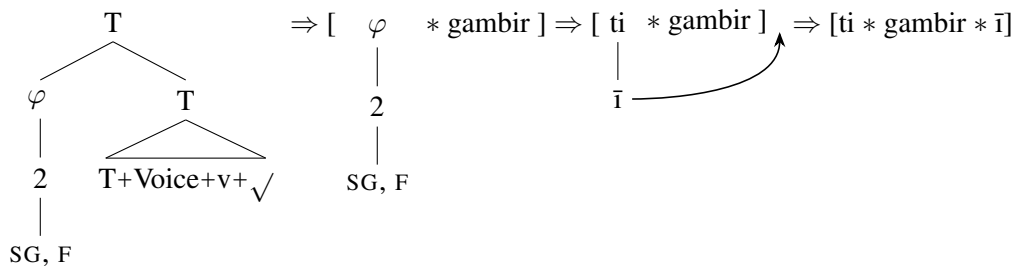 T ⇒ [ φ * gambir ] ⇒ [ ti * gambir ] ⇒ [ti * gambir * ī]
φ T 2 ī
2 T+Voice+v+√ SG, F
SG, F